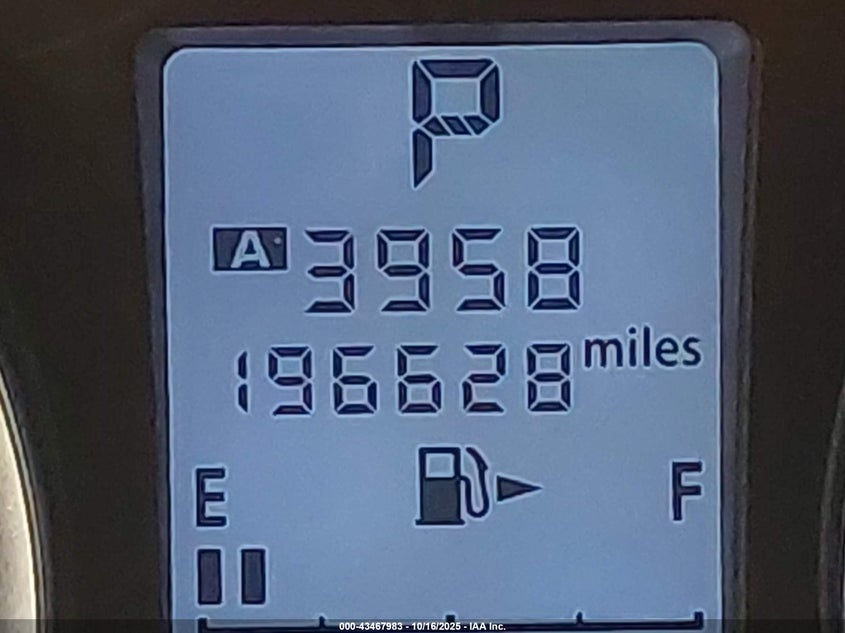 P
A 3958
196628 miles
E F
000-43467983 - 10/16/2025 - IAA Inc.